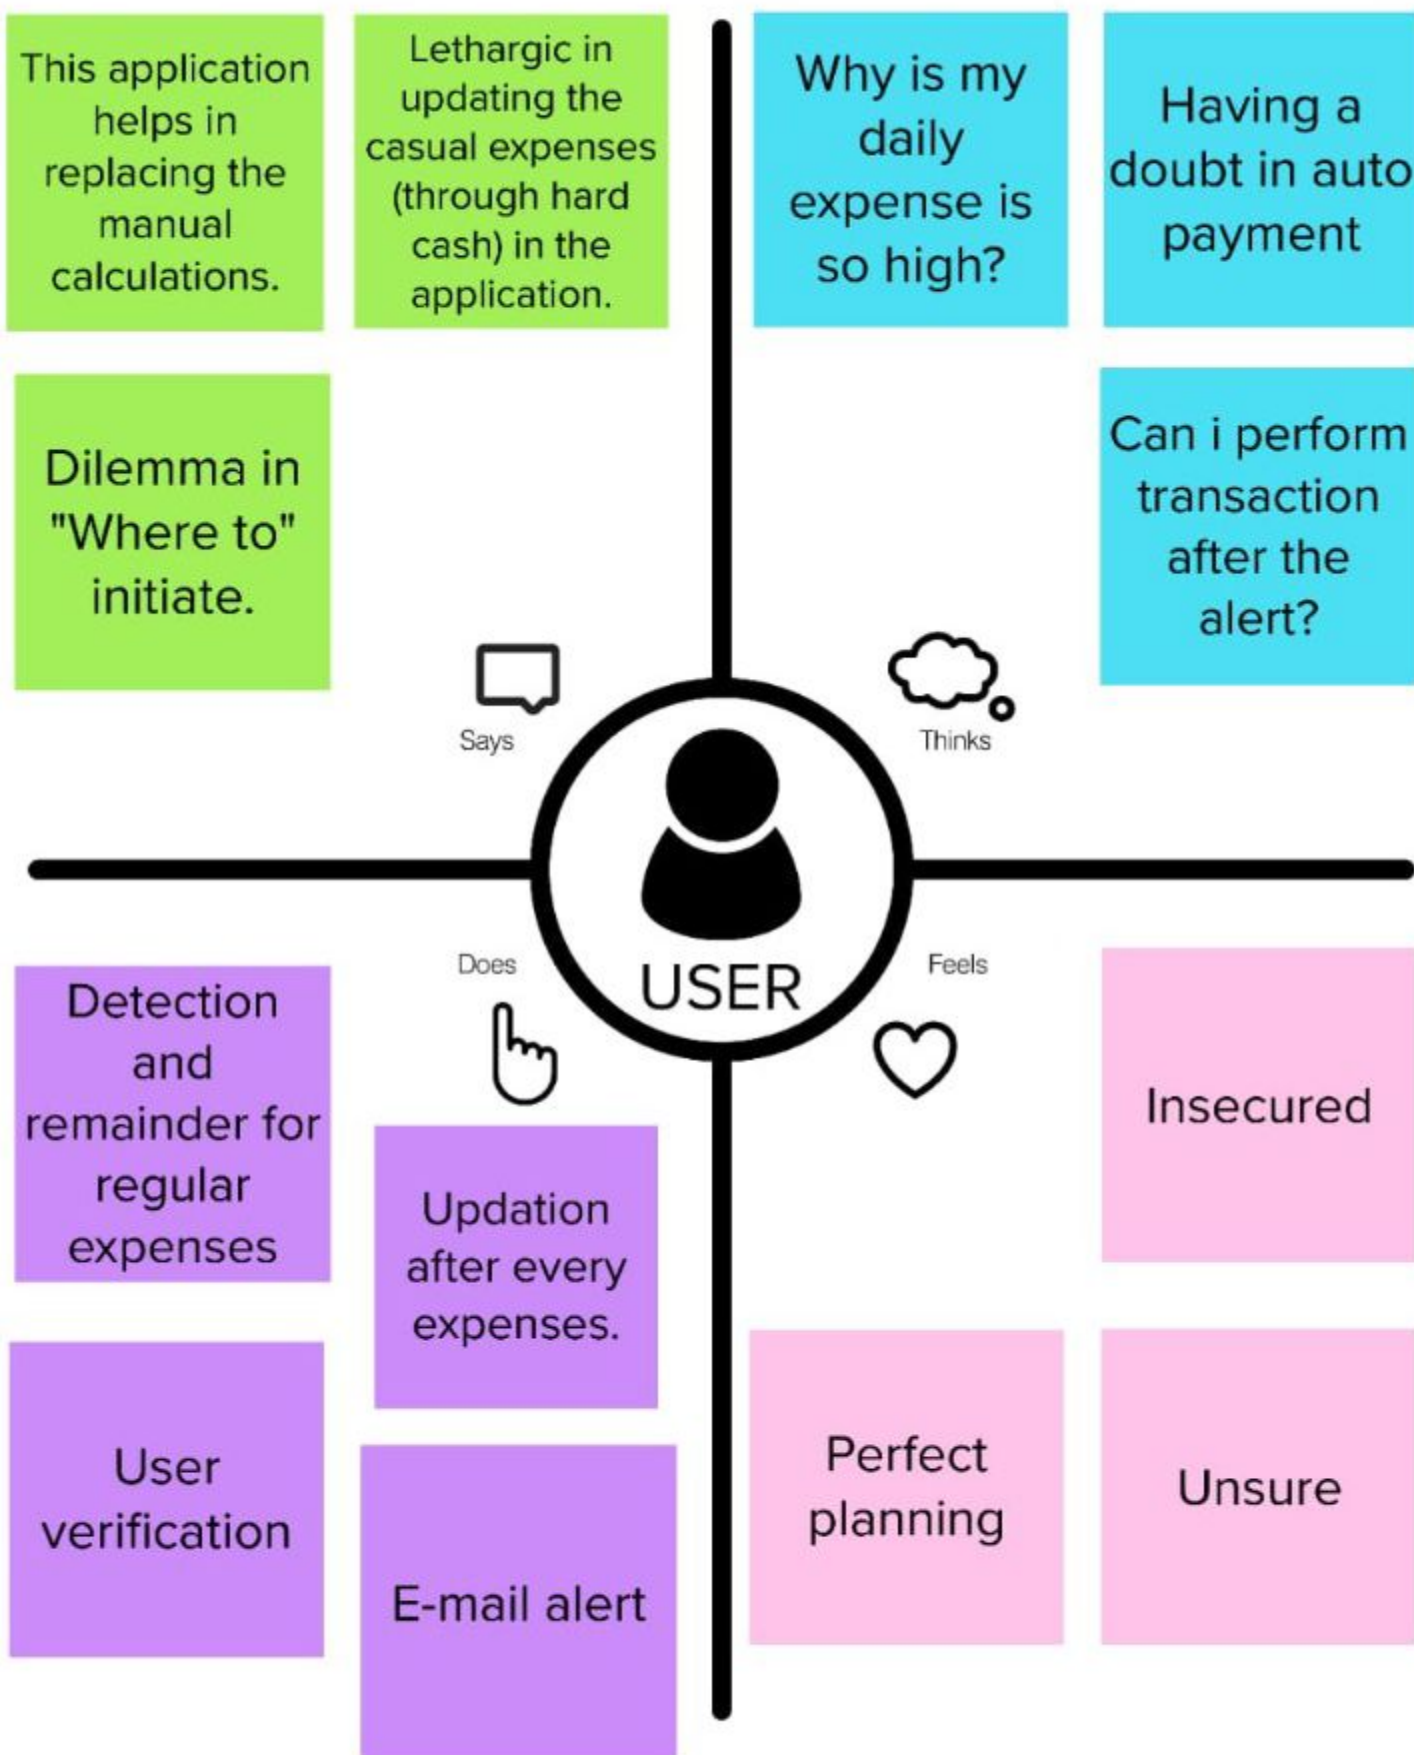 This application
helps in
replacing the
manual
calculations.
Lethargic in
updating the
casual expenses
(through hard
cash) in the
application.
Dilemma in
"Where to"
initiate.
Says
Why is my
daily
expense is
so high?
Having a
doubt in auto
payment
Can i perform
transaction
after the
alert?
Thinks
USER
Does
Detection
and
remainder for
regular
expenses
Updation
after every
expenses.
User
verification
E-mail alert
Feels
Insecured
Perfect
planning
Unsure